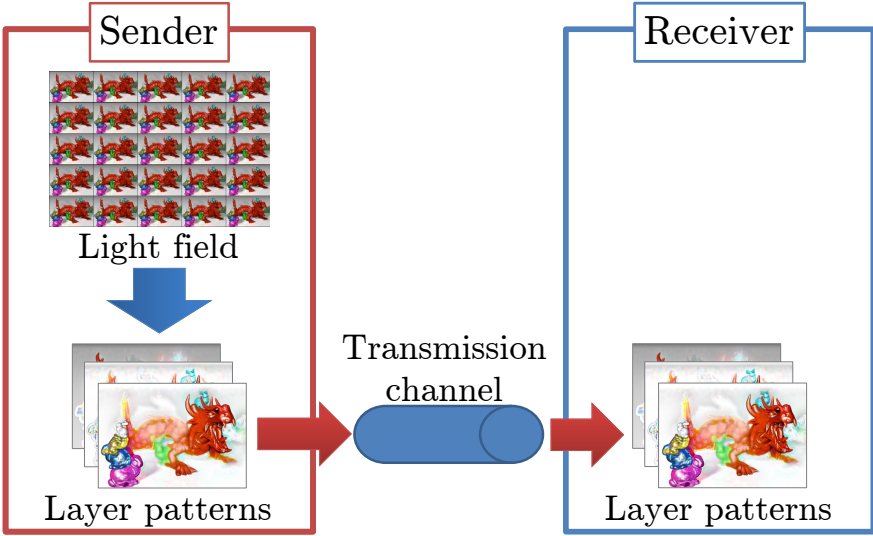 Sender
Receiver
Light field
Transmission
channel
Layer patterns
Layer patterns